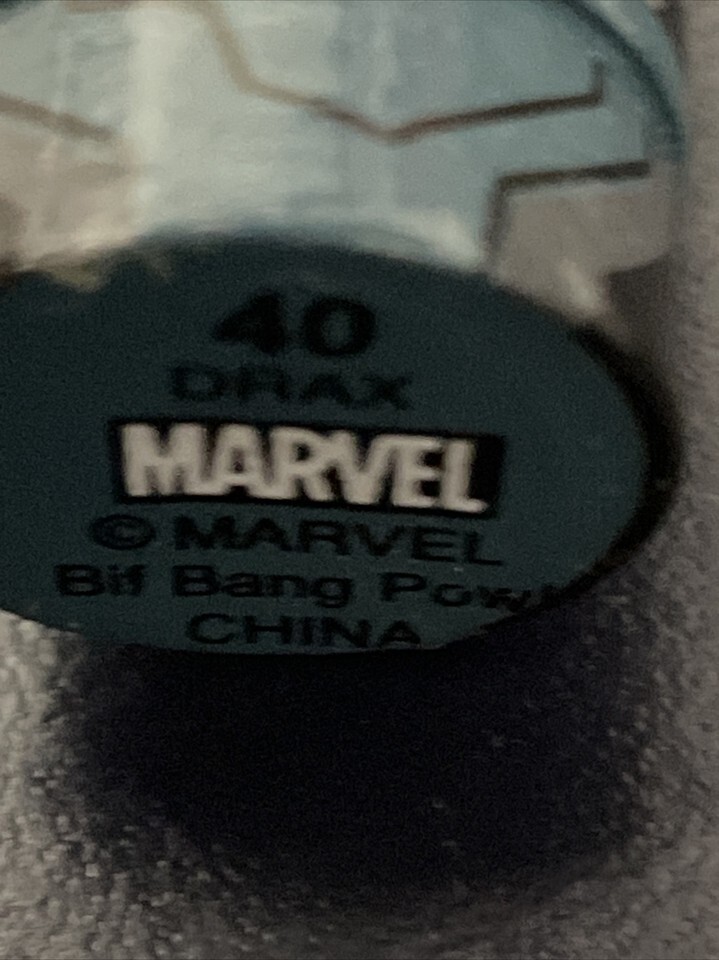 40
DRAX
MARVEL
© MARVEL
Bif Bang Pow!
CHINA